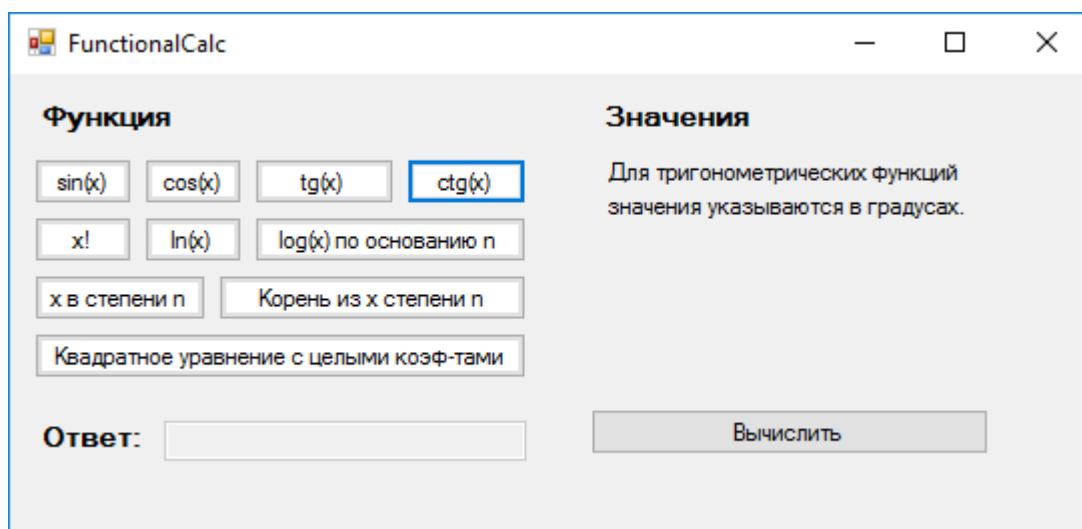 FunctionalCalc
Функция
sin(x) cos(x) tg(x) ctg(x)
x! ln(x) log(x) по основанию n
x в степени n Корень из x степени n
Квадратное уравнение с целыми коэф-тами
Ответ:
Значения
Для тригонометрических функций
значения указываются в градусах.
Вычислить